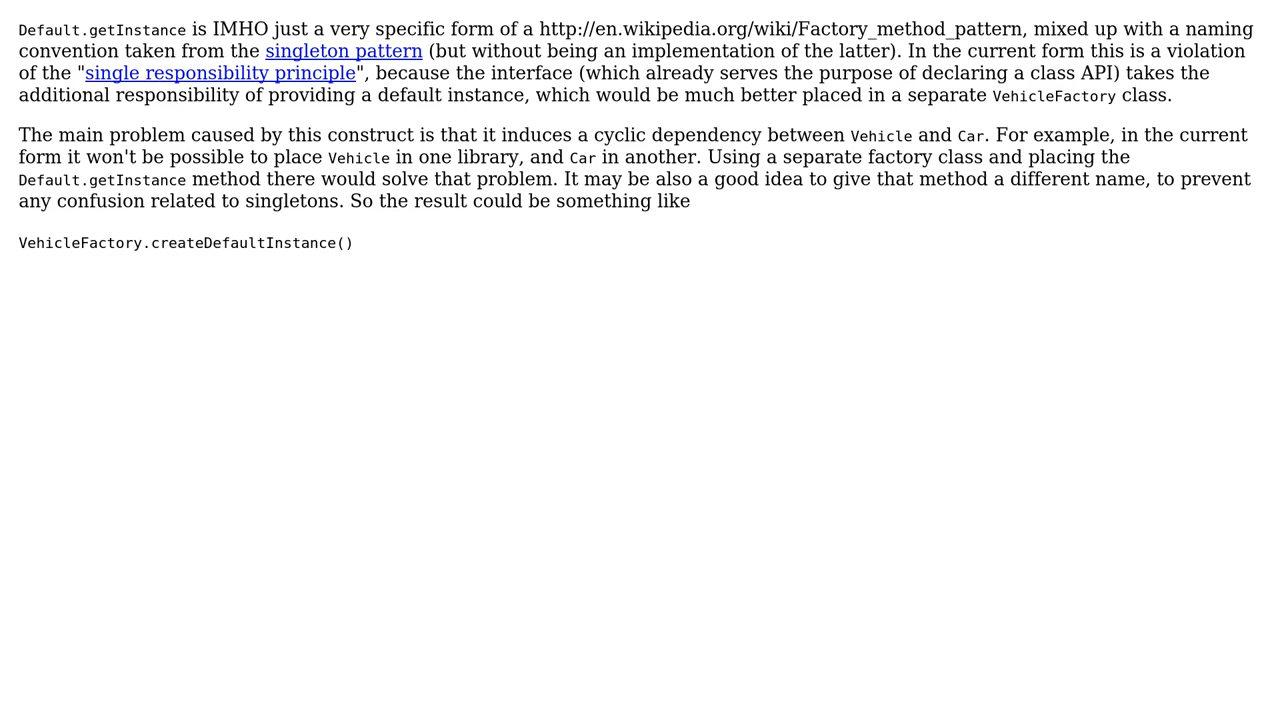 Default.getInstance is IMHO just a very specific form of a http://en.wikipedia.org/wiki/Factory_method_pattern, mixed up with a naming
convention taken from the singleton pattern (but without being an implementation of the latter). In the current form this is a violation
of the "single responsibility principle", because the interface (which already serves the purpose of declaring a class API) takes the
additional responsibility of providing a default instance, which would be much better placed in a separate VehicleFactory class.
The main problem caused by this construct is that it induces a cyclic dependency between Vehicle and Car. For example, in the current
form it won't be possible to place Vehicle in one library, and Car in another. Using a separate factory class and placing the
Default.getInstance method there would solve that problem. It may be also a good idea to give that method a different name, to prevent
any confusion related to singletons. So the result could be something like
VehicleFactory.createDefaultInstance()